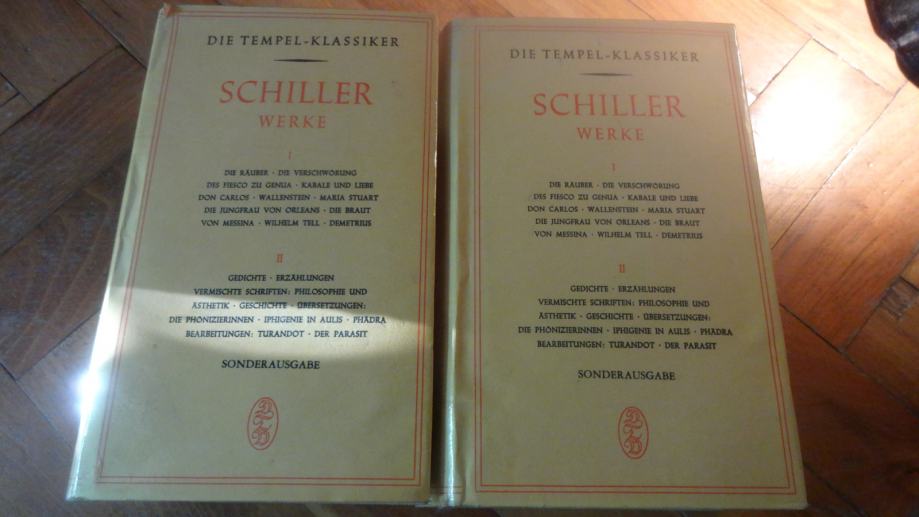 DIE TEMPEL-KLASSIKER
SCHILLER
WERKE
I
DIE RÄUBER · DIE VERSCHWÖRUNG
DES FIESCO ZU GENUA · KABALE UND LIEBE
DON CARLOS · WALLENSTEIN · MARIA STUART
DIE JUNGFRAU VON ORLEANS · DIE BRAUT
VON MESSINA · WILHELM TELL · DEMETRIUS
II
GEDICHTE · ERZÄHLUNGEN
VERMISCHTE SCHRIFTEN: PHILOSOPHIE UND
ÄSTHETIK · GESCHICHTE · ÜBERSETZUNGEN:
DIE PHÖNIZIERINNEN · IPHIGENIE IN AULIS · PHÄDRA
BEARBEITUNGEN: TURANDOT · DER PARASIT
SONDERAUSGABE
DIE TEMPEL-KLASSIKER
SCHILLER
WERKE
I
DIE RÄUBER · DIE VERSCHWÖRUNG
DES FIESCO ZU GENUA · KABALE UND LIEBE
DON CARLOS · WALLENSTEIN · MARIA STUART
DIE JUNGFRAU VON ORLEANS · DIE BRAUT
VON MESSINA · WILHELM TELL · DEMETRIUS
II
GEDICHTE · ERZÄHLUNGEN
VERMISCHTE SCHRIFTEN: PHILOSOPHIE UND
ÄSTHETIK · GESCHICHTE · ÜBERSETZUNGEN:
DIE PHÖNIZIERINNEN · IPHIGENIE IN AULIS · PHÄDRA
BEARBEITUNGEN: TURANDOT · DER PARASIT
SONDERAUSGABE